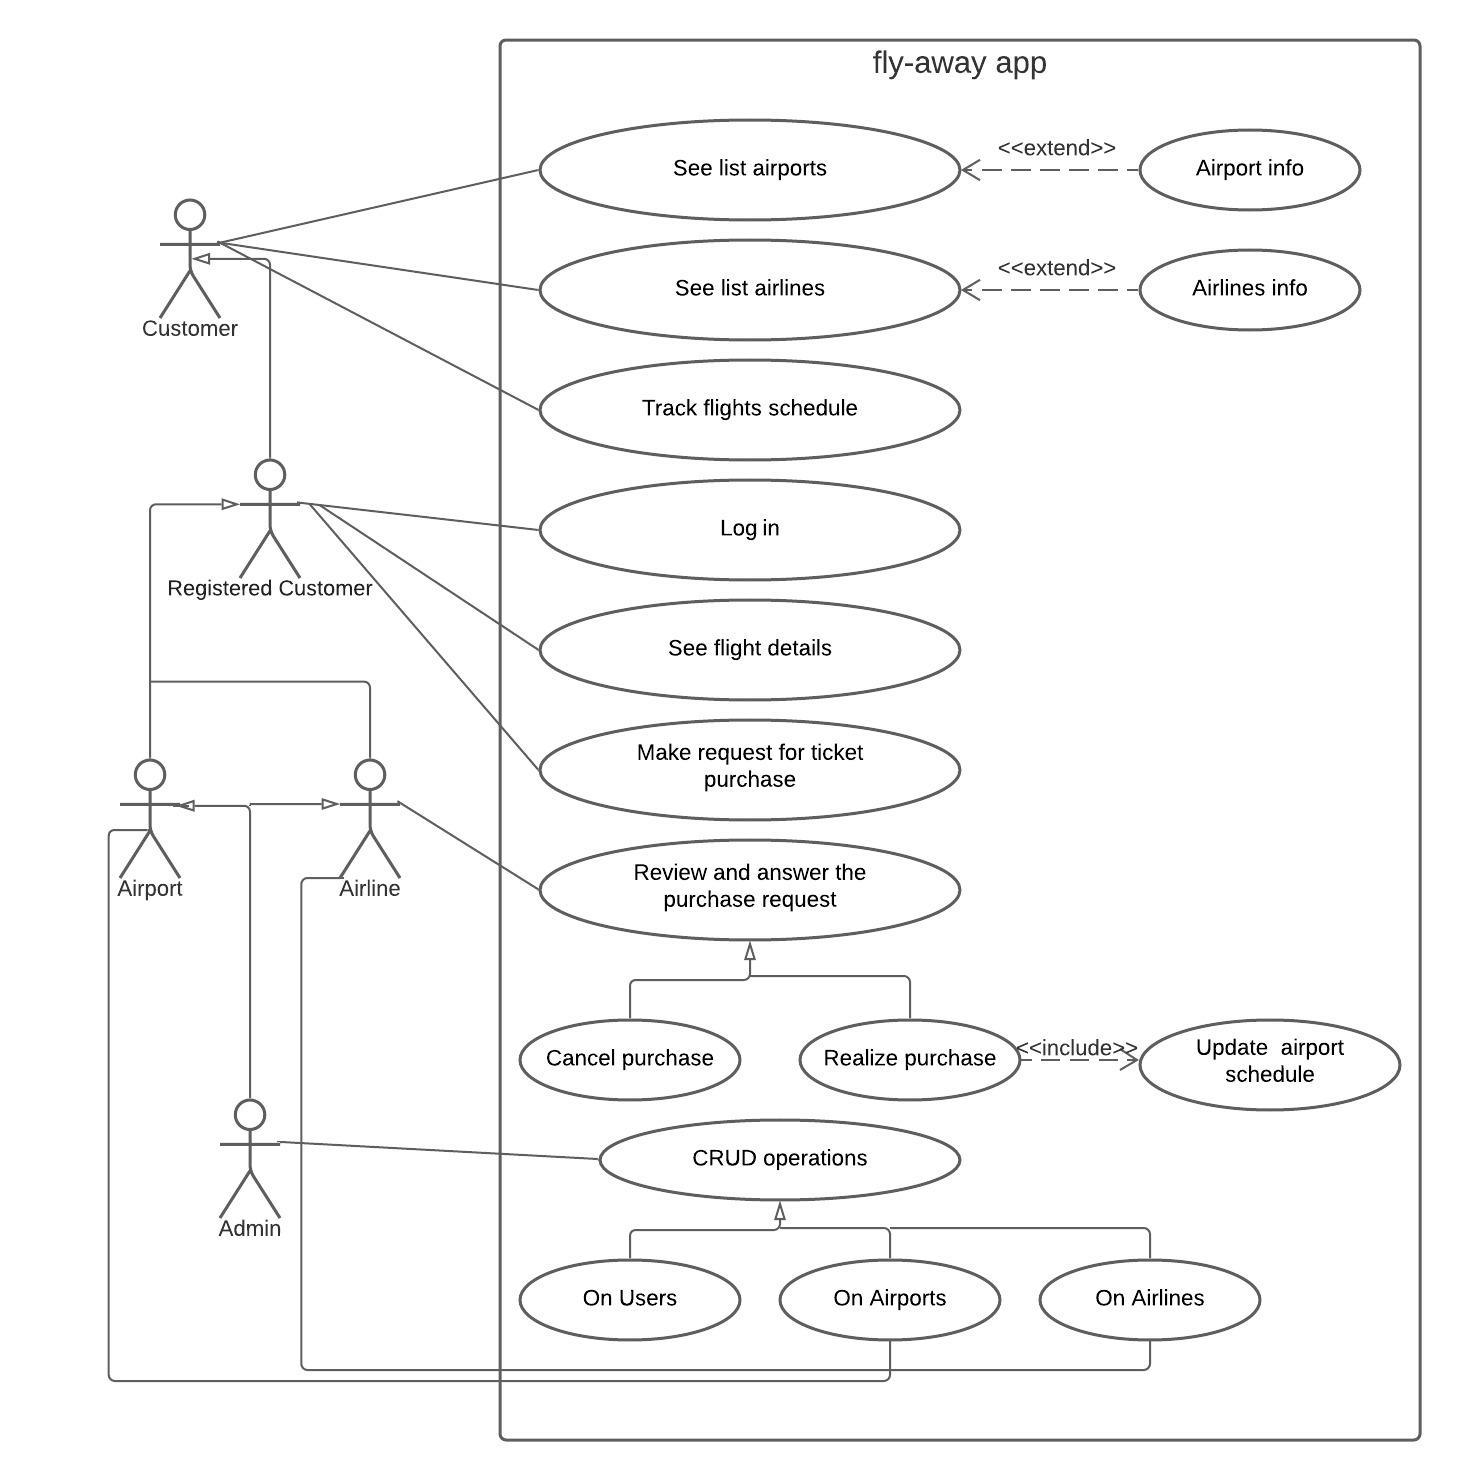 fly-away app
See list airports
<<extend>>
Airport info
See list airlines
<<extend>>
Airlines info
Customer
Track flights schedule
Log in
Registered Customer
See flight details
Make request for ticket
purchase
Airport
Airline
Review and answer the
purchase request
Cancel purchase
Realize purchase
<<include>>
Update  airport
schedule
CRUD operations
Admin
On Users
On Airports
On Airlines